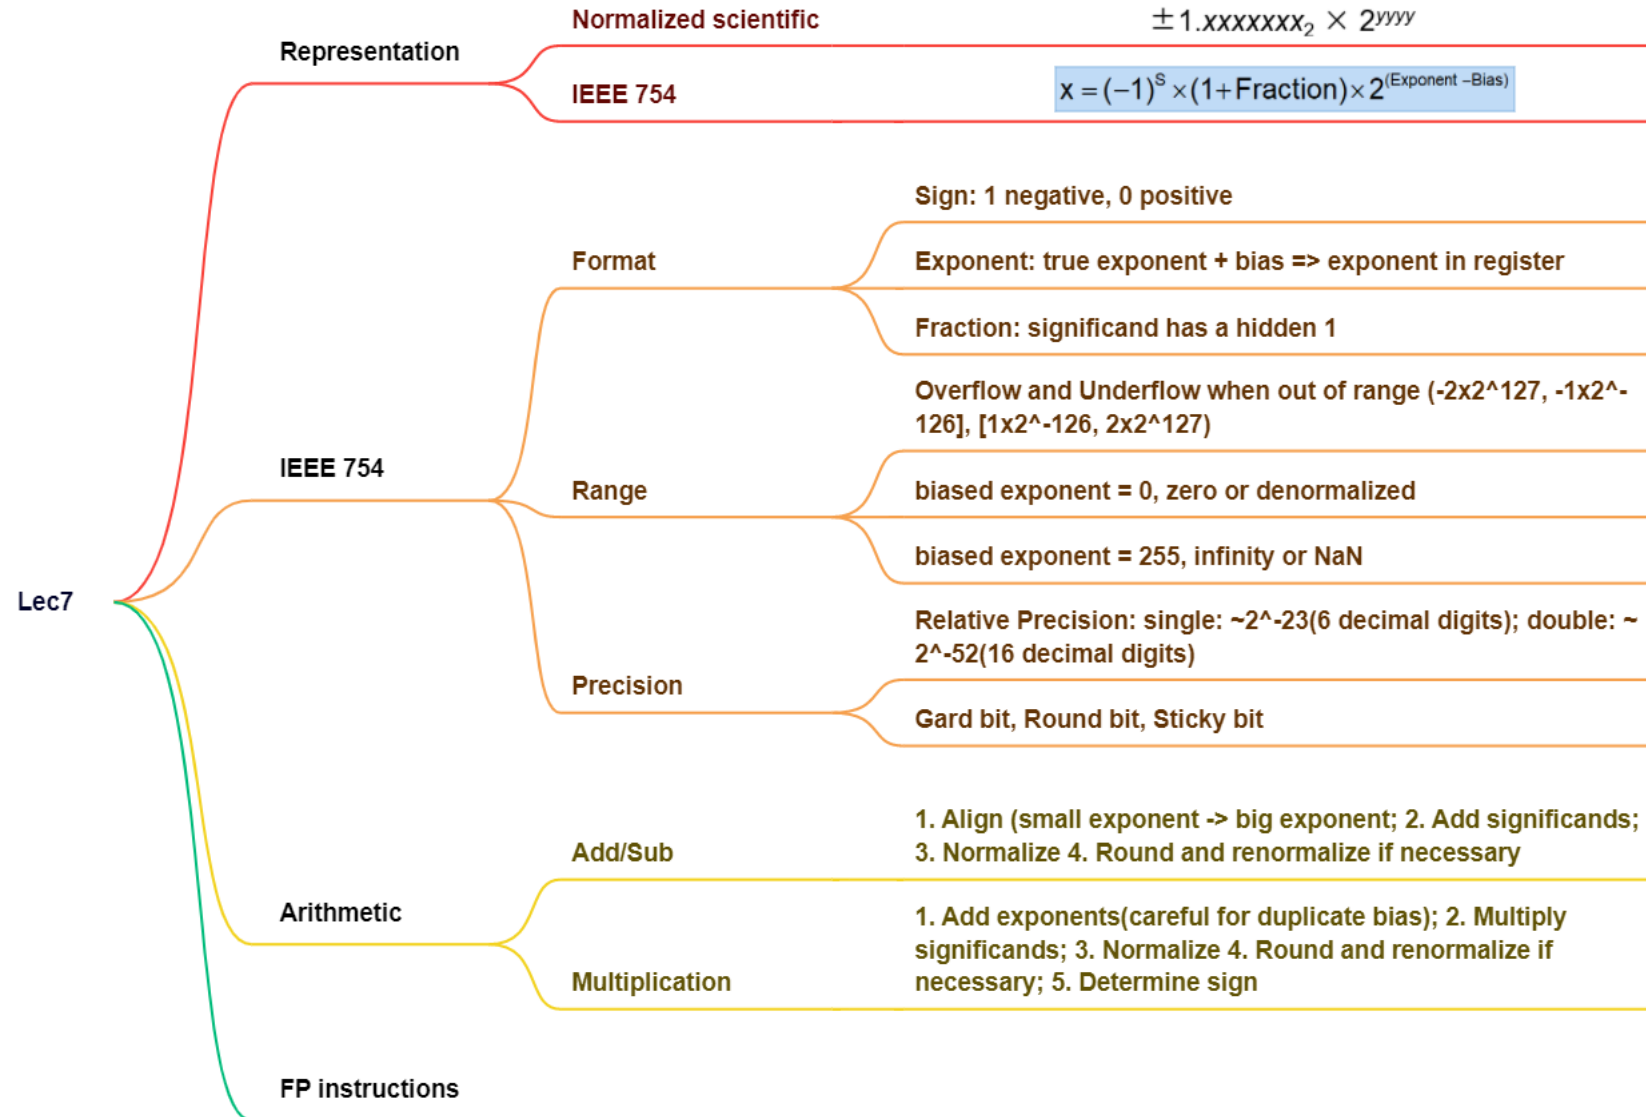 Lec7
Representation
Normalized scientific
±1.xxxxxxx₂ × 2ʸʸʸʸ
IEEE 754
x = (−1)ˢ ×(1+Fraction)×2^(Exponent −Bias)
IEEE 754
Format
Sign: 1 negative, 0 positive
Exponent: true exponent + bias => exponent in register
Fraction: significand has a hidden 1
Range
Overflow and Underflow when out of range (-2x2^127, -1x2^-
126], [1x2^-126, 2x2^127)
biased exponent = 0, zero or denormalized
biased exponent = 255, infinity or NaN
Precision
Relative Precision: single: ~2^-23(6 decimal digits); double: ~
2^-52(16 decimal digits)
Gard bit, Round bit, Sticky bit
Arithmetic
Add/Sub
1. Align (small exponent -> big exponent; 2. Add significands;
3. Normalize 4. Round and renormalize if necessary
Multiplication
1. Add exponents(careful for duplicate bias); 2. Multiply
significands; 3. Normalize 4. Round and renormalize if
necessary; 5. Determine sign
FP instructions